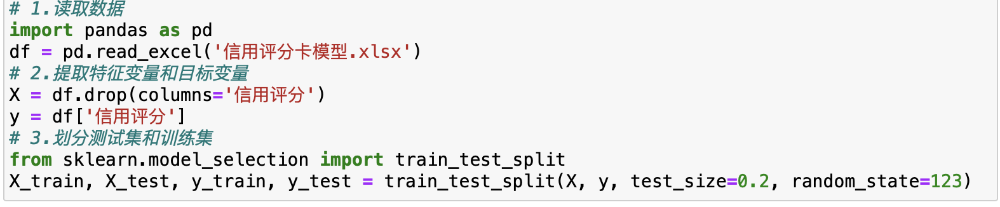 # 1.读取数据
import pandas as pd
df = pd.read_excel('信用评分卡模型.xlsx')
# 2.提取特征变量和目标变量
X = df.drop(columns='信用评分')
y = df['信用评分']
# 3.划分测试集和训练集
from sklearn.model_selection import train_test_split
X_train, X_test, y_train, y_test = train_test_split(X, y, test_size=0.2, random_state=123)